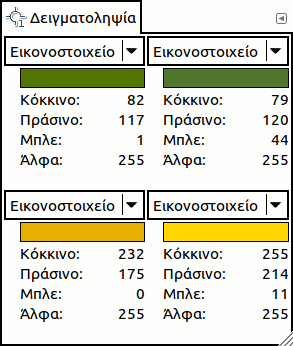 Δειγματοληψία
Εικονοστοιχείο Εικονοστοιχείο
Κόκκινο: 82 Κόκκινο: 79
Πράσινο: 117 Πράσινο: 120
Μπλε: 1 Μπλε: 44
Άλφα: 255 Άλφα: 255
Εικονοστοιχείο Εικονοστοιχείο
Κόκκινο: 232 Κόκκινο: 255
Πράσινο: 175 Πράσινο: 214
Μπλε: 0 Μπλε: 11
Άλφα: 255 Άλφα: 255